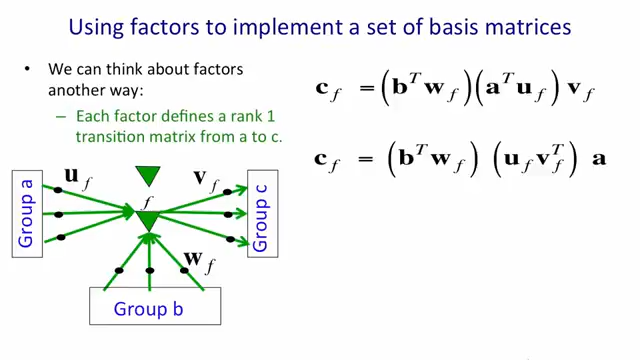 Using factors to implement a set of basis matrices
• We can think about factors another way:
– Each factor defines a rank 1 transition matrix from a to c.
c_f = (b^T w_f)(a^T u_f) v_f
c_f = (b^T w_f) (u_f v_f^T) a
u_f
v_f
f
Group a
Group c
w_f
Group b